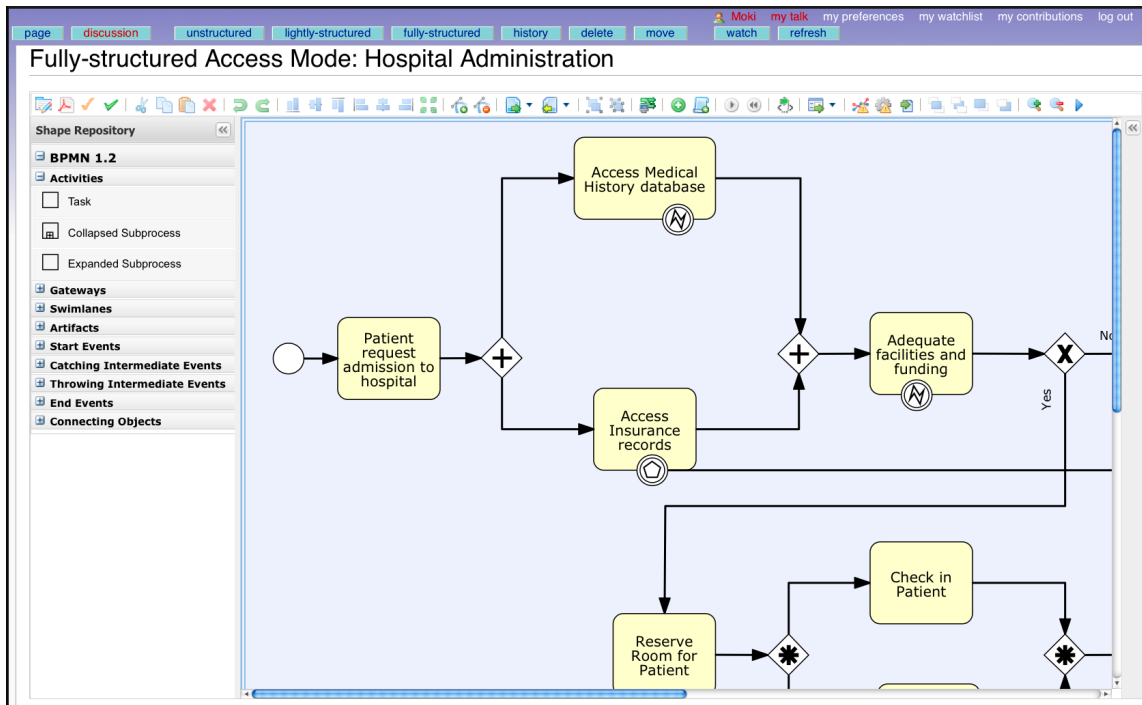 Moki my talk my preferences my watchlist my contributions log out
page discussion unstructured lightly-structured fully-structured history delete move watch refresh
Fully-structured Access Mode: Hospital Administration
Shape Repository
BPMN 1.2
Activities
Task
Collapsed Subprocess
Expanded Subprocess
Gateways
Swimlanes
Artifacts
Start Events
Catching Intermediate Events
Throwing Intermediate Events
End Events
Connecting Objects
Access Medical
History database
Patient
request
admission to
hospital
Access
Insurance
records
Adequate
facilities and
funding
No
Yes
Check in
Patient
Reserve
Room for
Patient